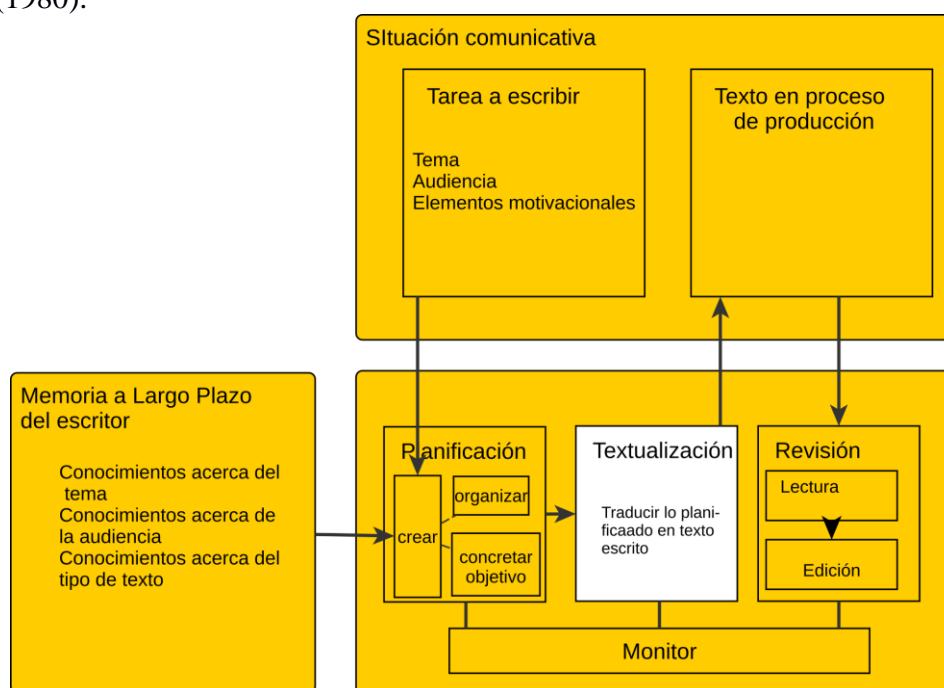 (1980).
SItuación comunicativa
Tarea a escribir
Tema
Audiencia
Elementos motivacionales
Texto en proceso
de producción
Memoria a Largo Plazo
del escritor
Conocimientos acerca del
tema
Conocimientos acerca de
la audiencia
Conocimientos acerca del
tipo de texto
Planificación
crear
organizar
concretar
objetivo
Textualización
Traducir lo plani-
ficaado en texto
escrito
Revisión
Lectura
Edición
Monitor